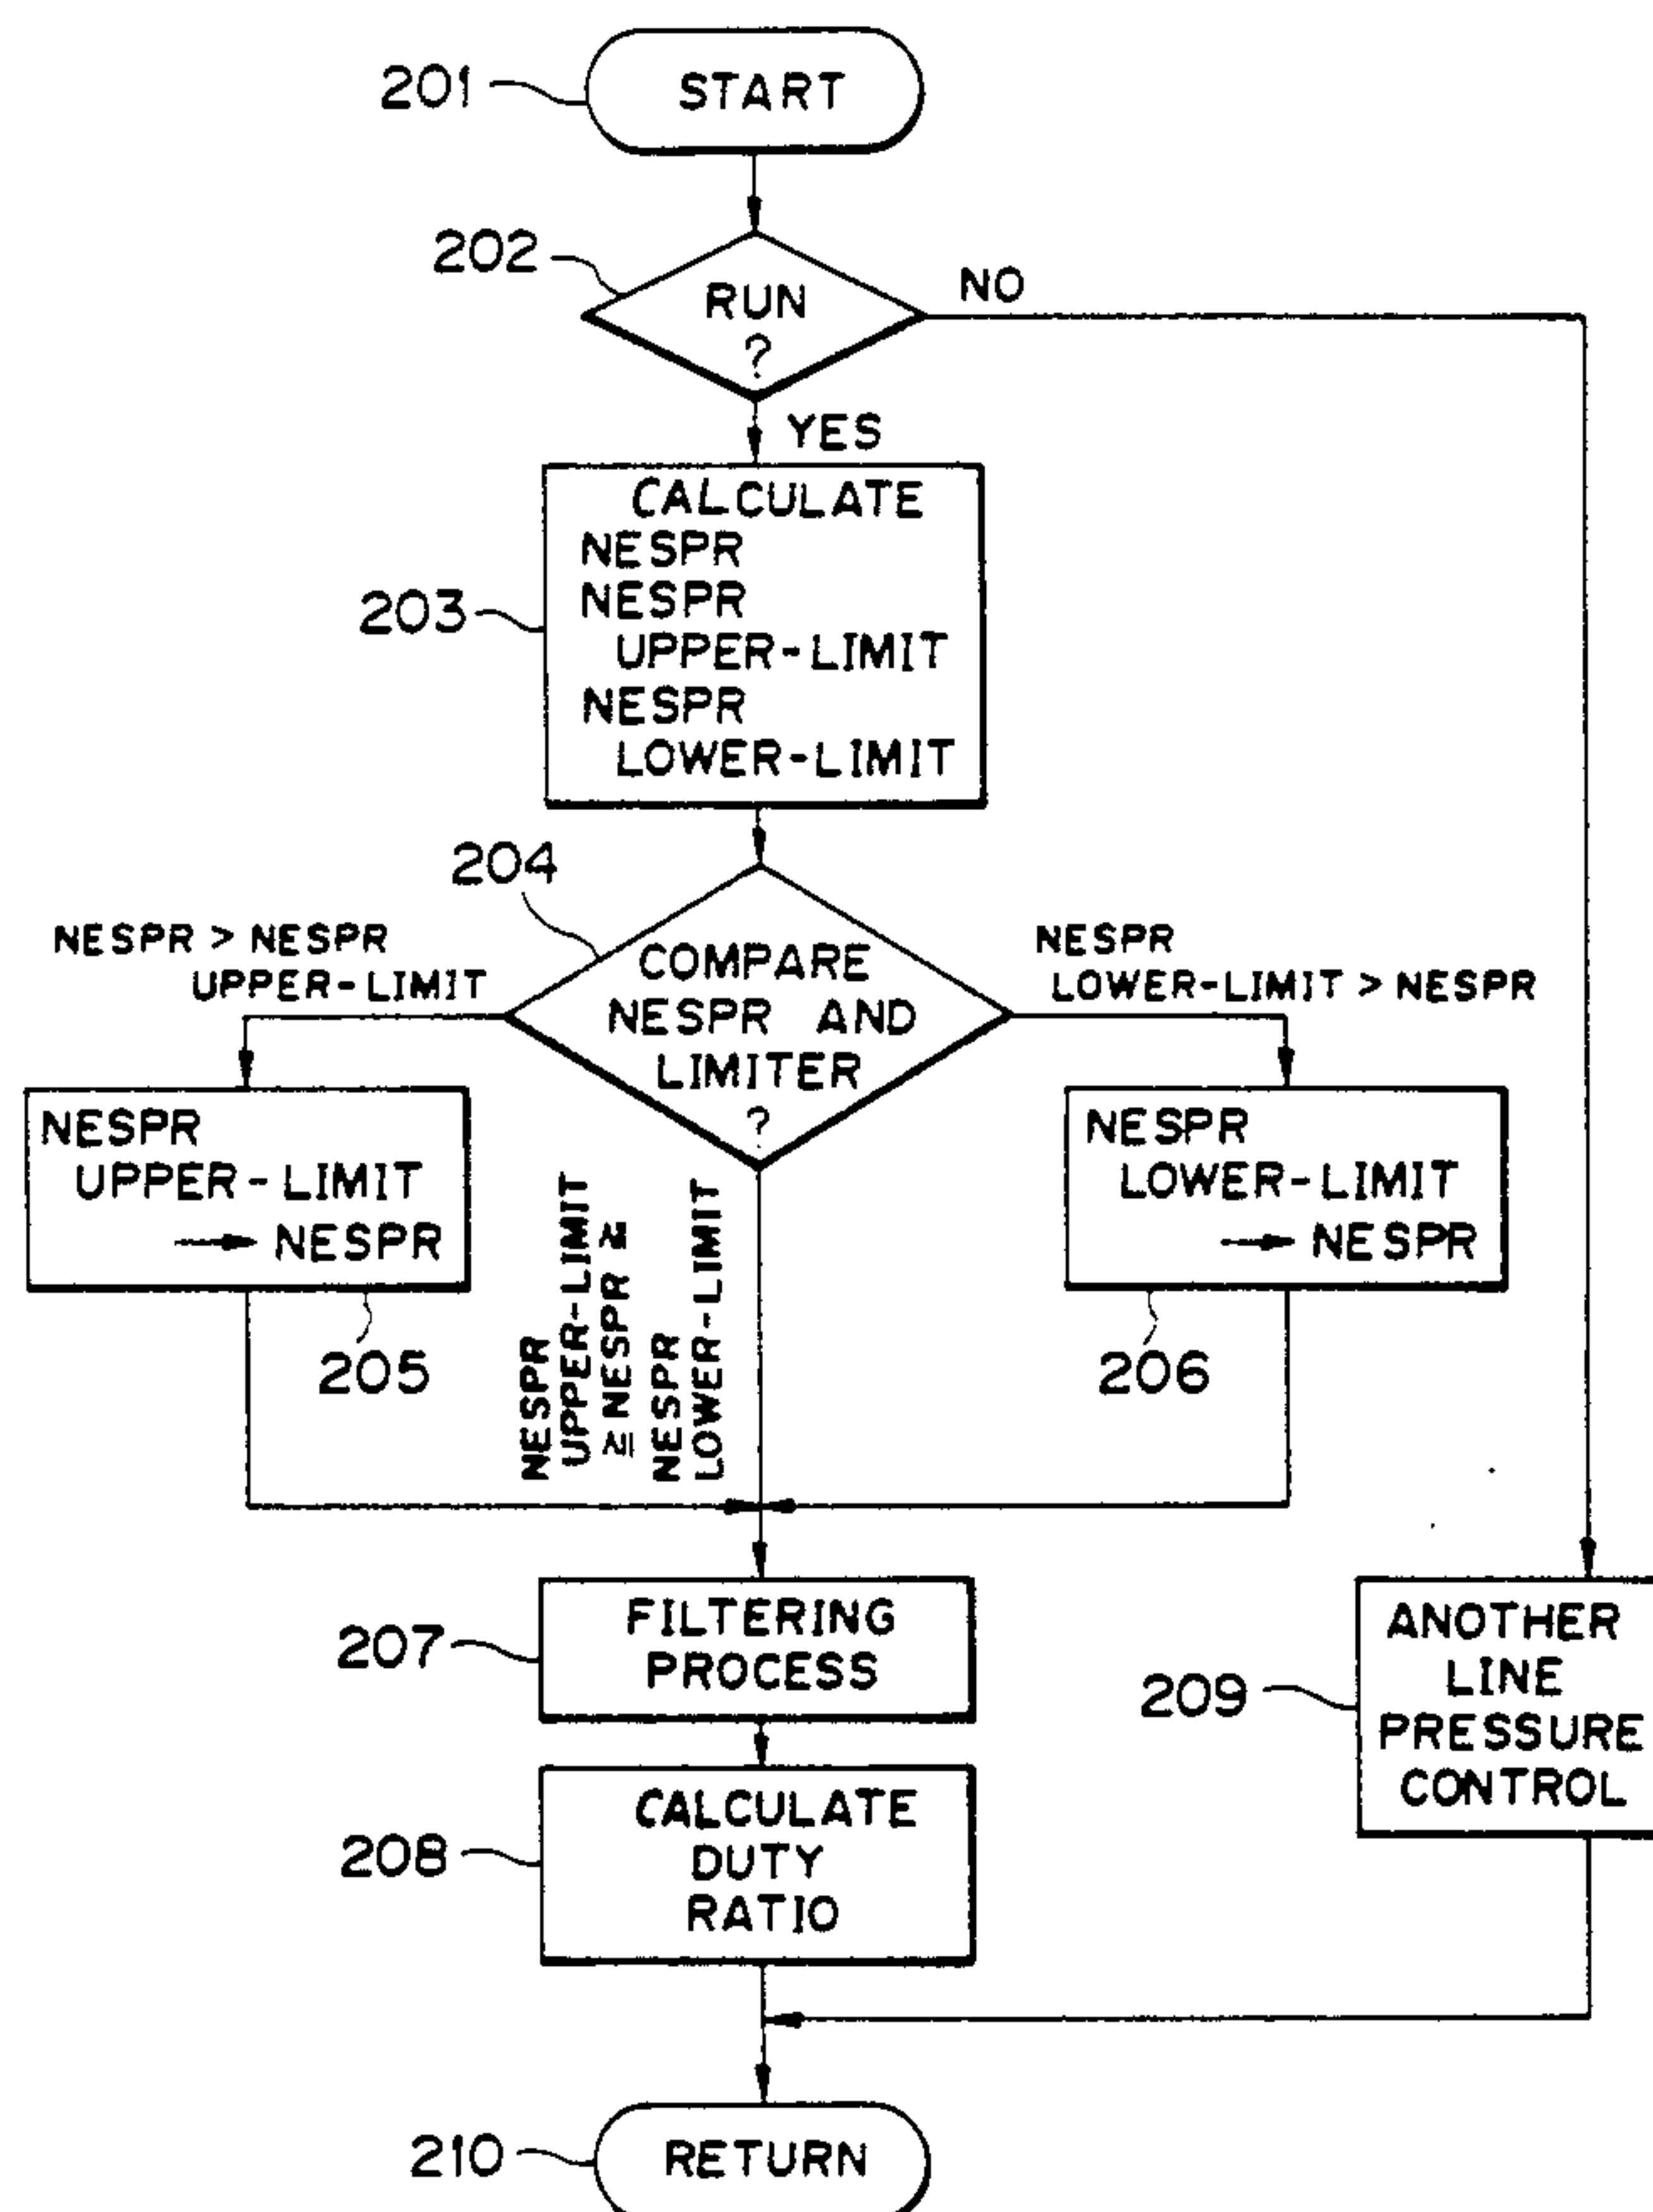 201
START
202
RUN
?
NO
YES
203
CALCULATE
NESPR
NESPR
UPPER-LIMIT
NESPR
LOWER-LIMIT
204
COMPARE
NESPR AND
LIMITER
?
NESPR > NESPR
UPPER-LIMIT
NESPR
LOWER-LIMIT > NESPR
NESPR
UPPER-LIMIT
→ NESPR
205
NESPR
UPPER-LIMIT
≧ NESPR ≧
NESPR
LOWER-LIMIT
NESPR
LOWER-LIMIT
→ NESPR
206
207
FILTERING
PROCESS
208
CALCULATE
DUTY
RATIO
209
ANOTHER
LINE
PRESSURE
CONTROL
210
RETURN